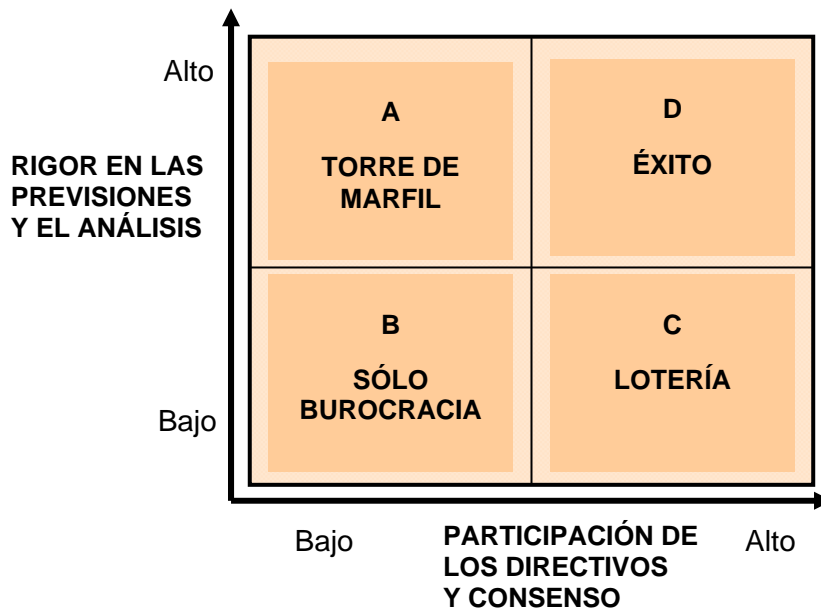 Alto
RIGOR EN LAS
PREVISIONES
Y EL ANÁLISIS
Bajo
A
TORRE DE
MARFIL
D
ÉXITO
B
SÓLO
BUROCRACIA
C
LOTERÍA
Bajo
PARTICIPACIÓN DE
LOS DIRECTIVOS
Y CONSENSO
Alto